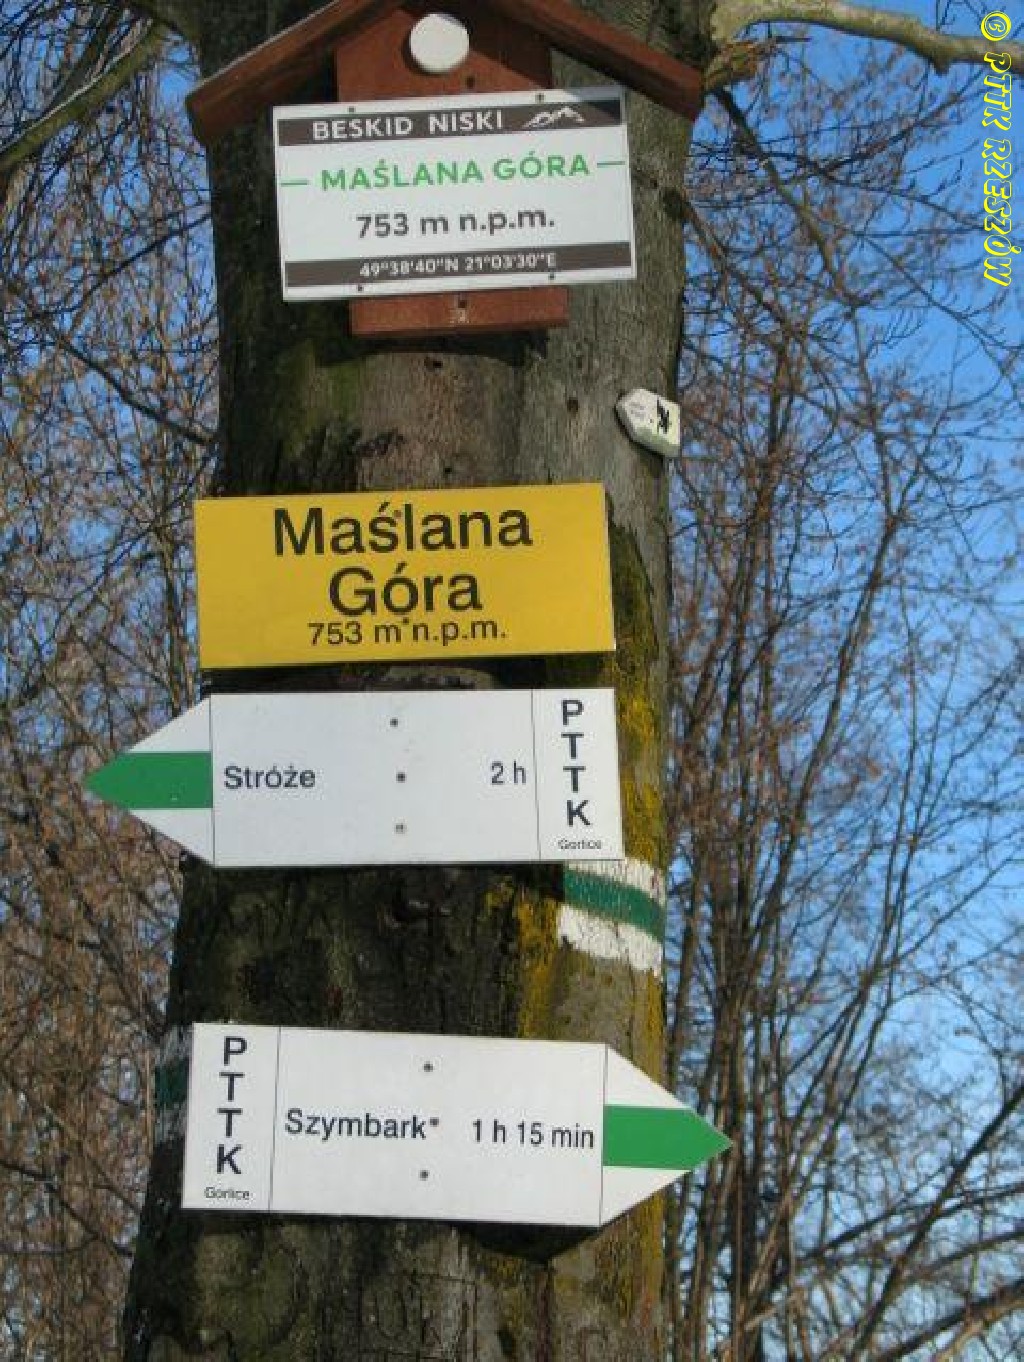 BESKID NISKI
MAŚLANA GÓRA
753 m n.p.m.
49°38'40"N 21°03'30"E
Maślana
Góra
753 m n.p.m.
Stróże 2 h
PTTK
Gorlice
PTTK
Gorlice
Szymbark 1 h 15 min
© PTTK RZESZÓW